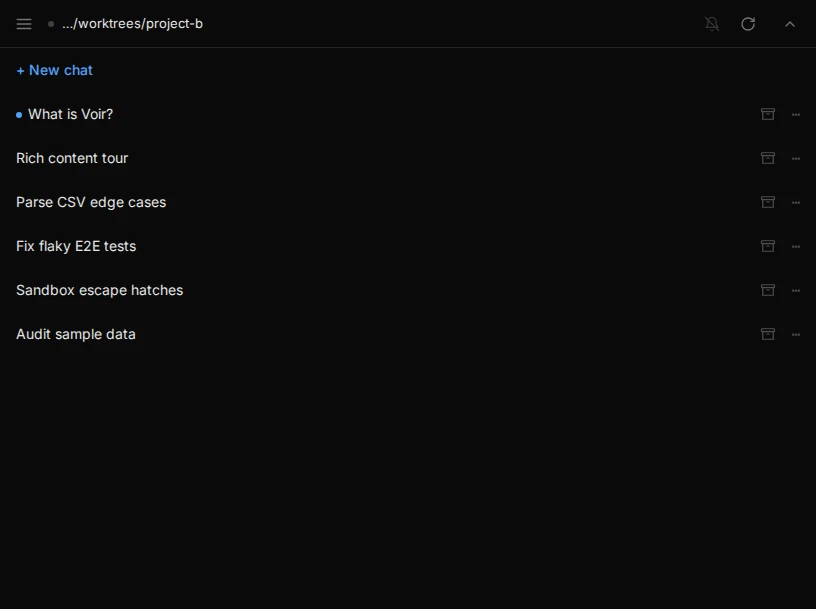 .../worktrees/project-b
+ New chat
What is Voir?
Rich content tour
Parse CSV edge cases
Fix flaky E2E tests
Sandbox escape hatches
Audit sample data